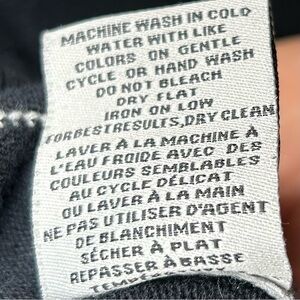 MACHINE WASH IN COLD
WATER WITH LIKE
COLORS ON GENTLE
CYCLE OR HAND WASH
DO NOT BLEACH
DRY FLAT
IRON ON LOW
FORBESTRESULTS,DRY CLEAN
LAVER À LA MACHINE À
L'EAU FROIDE AVEC DES
COULEURS SEMBLABLES
AU CYCLE DÉLICAT
OU LAVER À LA MAIN
NE PAS UTILISER D'AGENT
DE BLANCHIMENT
SÉCHER À PLAT
REPASSER À BASSE